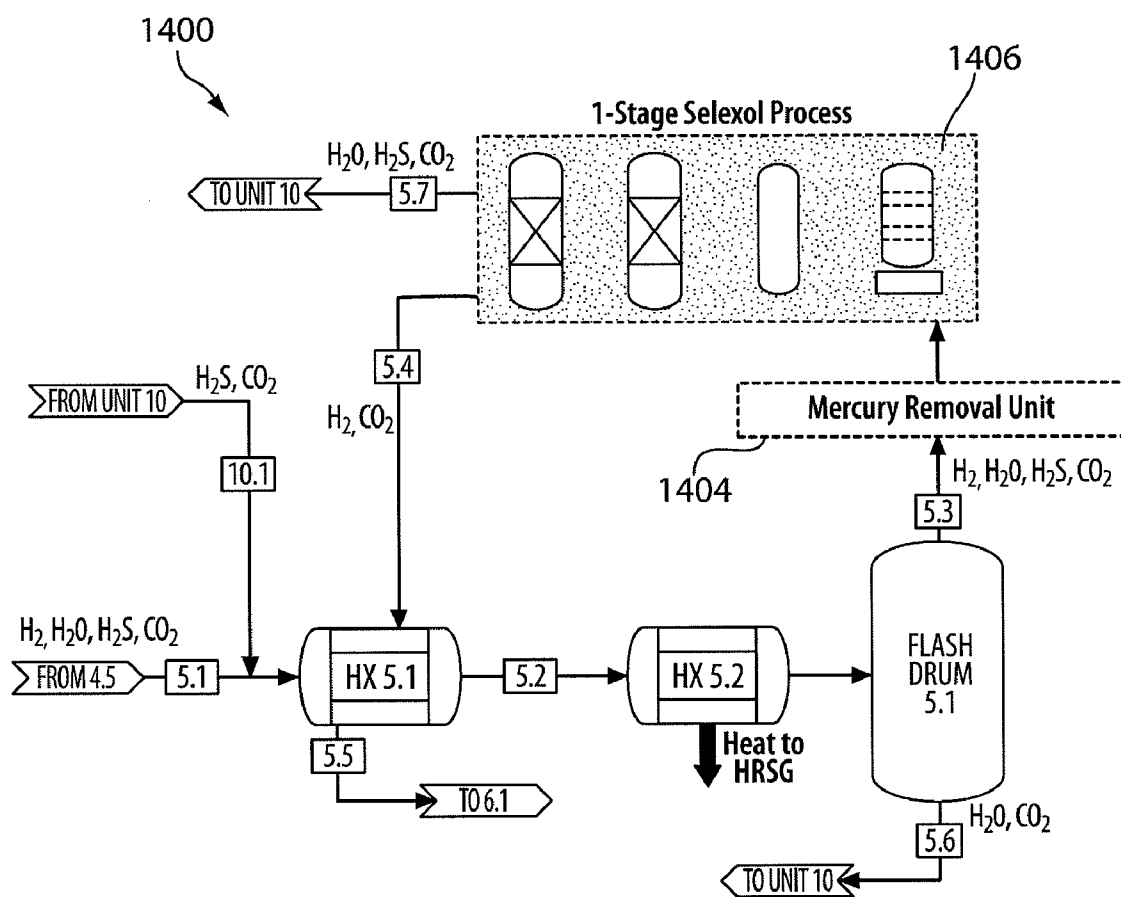 1400
1406
1-Stage Selexol Process
H₂O, H₂S, CO₂
TO UNIT 10
5.7
5.4
H₂, CO₂
FROM UNIT 10
H₂S, CO₂
10.1
Mercury Removal Unit
1404
H₂, H₂O, H₂S, CO₂
5.3
H₂, H₂O, H₂S, CO₂
FROM 4.5
5.1
HX 5.1
5.2
HX 5.2
FLASH
DRUM
5.1
5.5
TO 6.1
Heat to
HRSG
H₂O, CO₂
5.6
TO UNIT 10